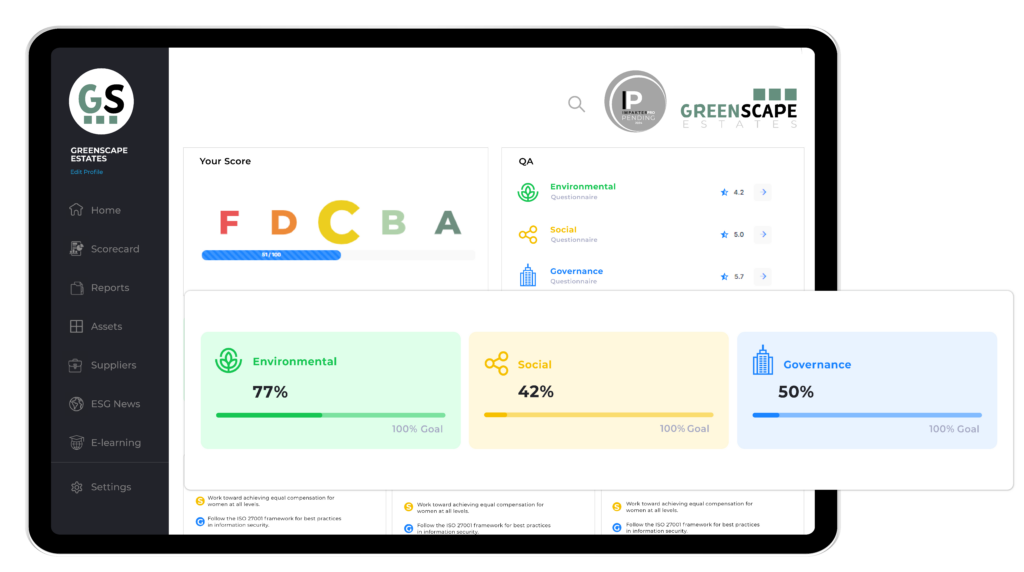 GS
GREENSCAPE
ESTATES
Edit Profile
Home
Scorecard
Reports
Assets
Suppliers
ESG News
E-learning
Settings
IP
PENDING
GREENSCAPE
ESTATES
Your Score
F D C B A
51 / 100
QA
Environmental
Questionnaire
4.2
Social
Questionnaire
5.0
Governance
Questionnaire
5.7
Environmental
77%
100% Goal
Social
42%
100% Goal
Governance
50%
100% Goal
S Work toward achieving equal compensation for
women at all levels.
G Follow the ISO 27001 framework for best practices
in information security.
S Work toward achieving equal compensation for
women at all levels.
G Follow the ISO 27001 framework for best practices
in information security.
S Work toward achieving equal compensation for
women at all levels.
G Follow the ISO 27001 framework for best practices
in information security.